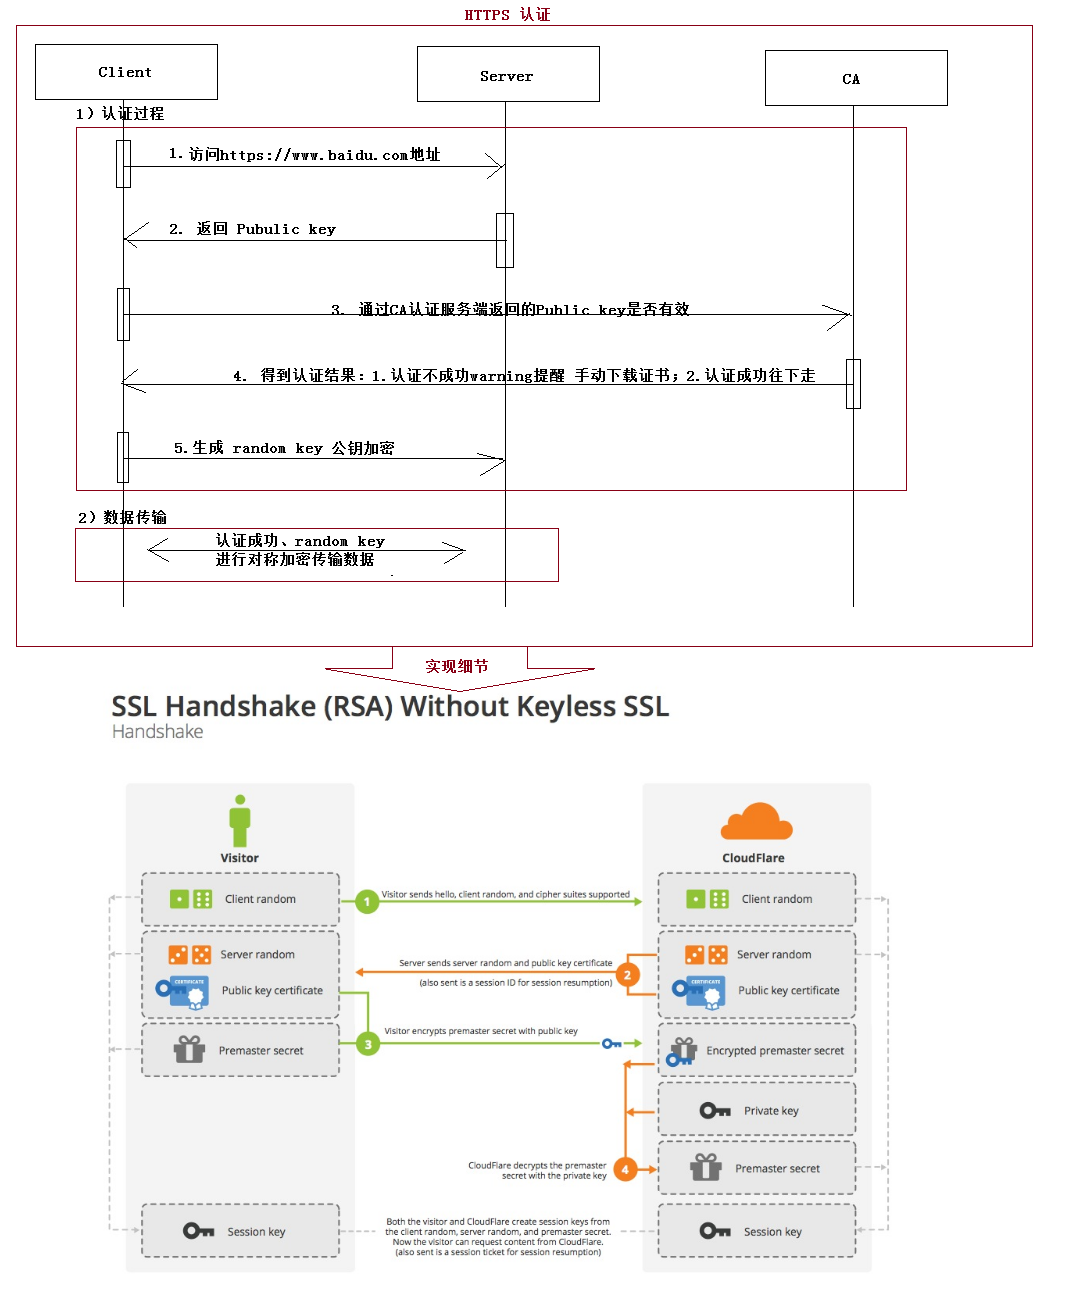 HTTPS 认证
Client
Server
CA
1）认证过程
1.访问https://www.baidu.com地址
2. 返回 Pubulic key
3. 通过CA认证服务端返回的Public key是否有效
4. 得到认证结果：1.认证不成功warning提醒 手动下载证书；2.认证成功往下走
5.生成 random key 公钥加密
2）数据传输
认证成功、random key
进行对称加密传输数据
实现细节
SSL Handshake (RSA) Without Keyless SSL
Handshake
Visitor
CloudFlare
Client random
1
Visitor sends hello, client random, and cipher suites supported
Client random
Server random
Server sends server random and public key certificate
2
Server random
CERTIFICATE
Public key certificate
(also sent is a session ID for session resumption)
CERTIFICATE
Public key certificate
Visitor encrypts premaster secret with public key
Premaster secret
3
Encrypted premaster secret
Private key
CloudFlare decrypts the premaster
secret with the private key
4
Premaster secret
Session key
Both the visitor and CloudFlare create session keys from
the client random, server random, and premaster secret.
Now the visitor can request content from CloudFlare.
(also sent is a session ticket for session resumption)
Session key